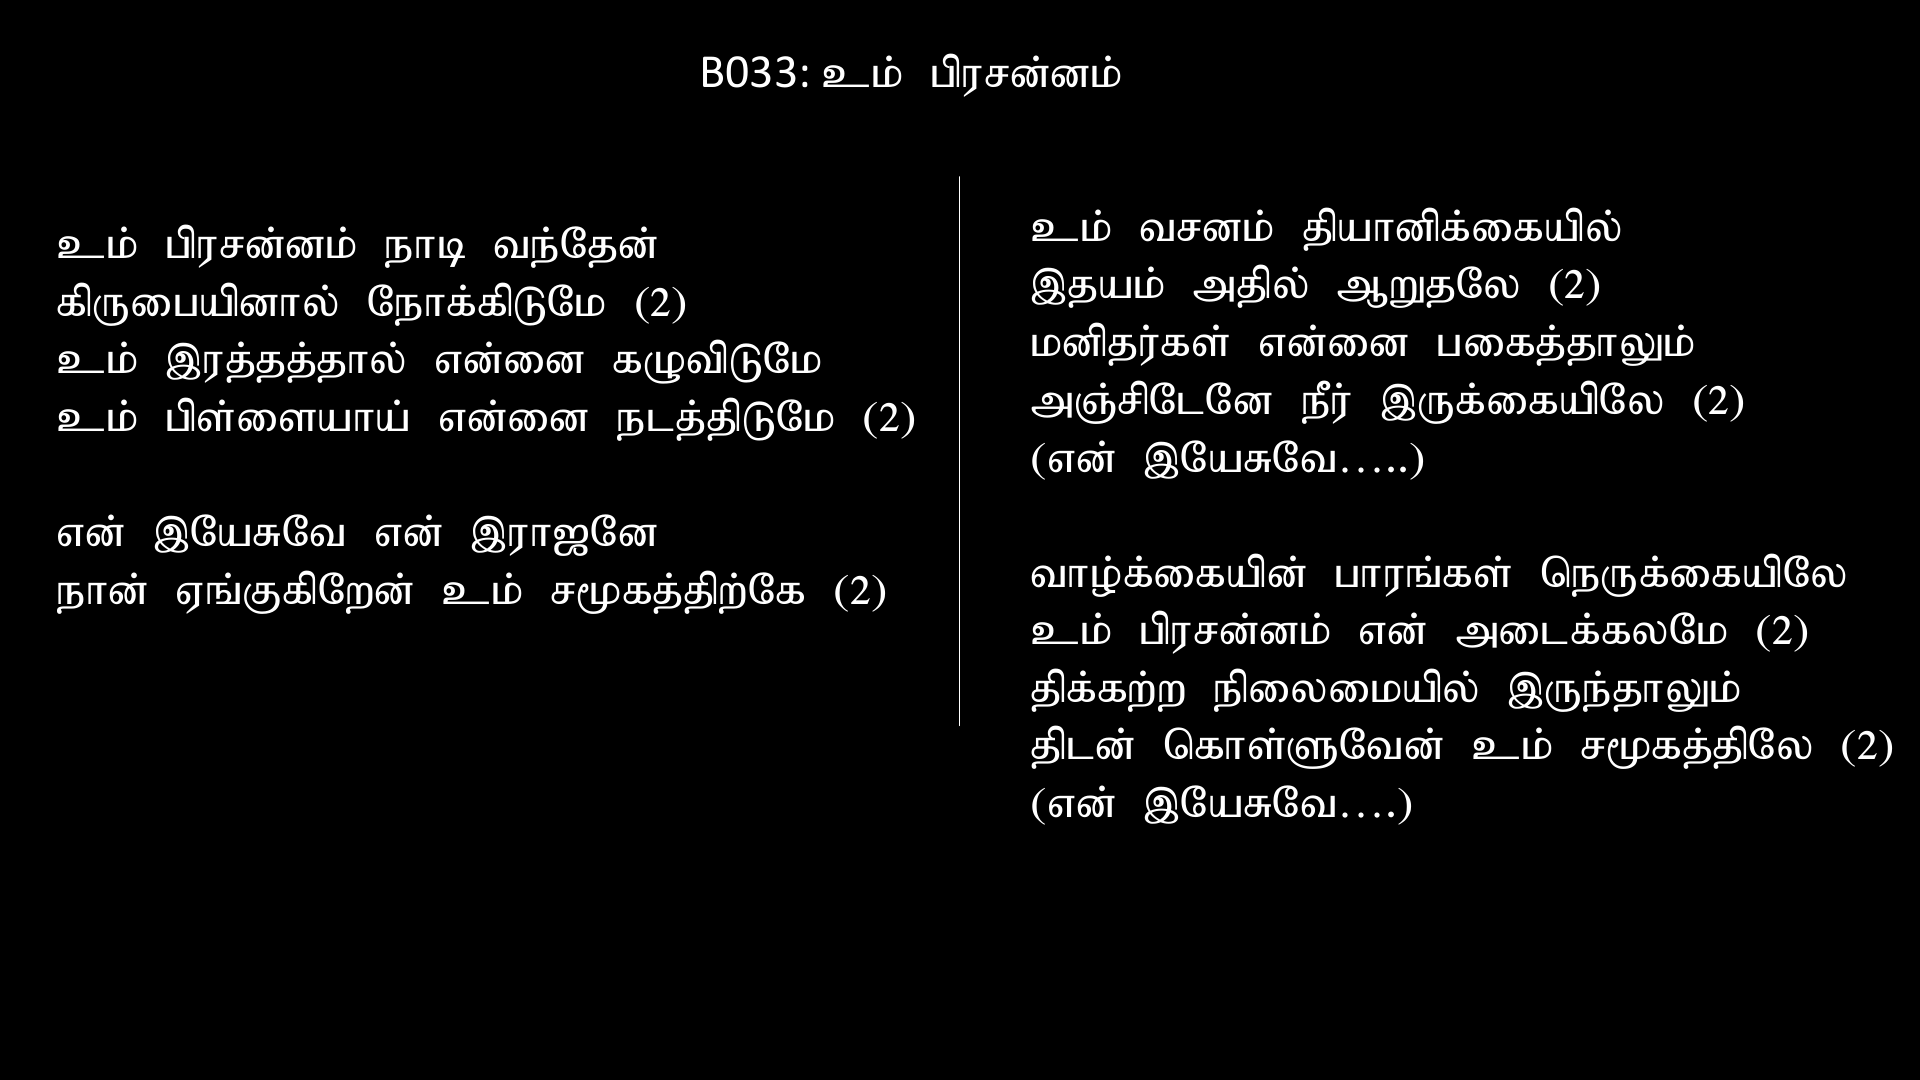 B033: உம் பிரசன்னம்
உம் பிரசன்னம் நாடி வந்தேன்
கிருபையினால் நோக்கிடுமே (2)
உம் இரத்தத்தால் என்னை கழுவிடுமே
உம் பிள்ளையாய் என்னை நடத்திடுமே (2)
என் இயேசுவே என் இராஜனே
நான் ஏங்குகிறேன் உம் சமூகத்திற்கே (2)
உம் வசனம் தியானிக்கையில்
இதயம் அதில் ஆறுதலே (2)
மனிதர்கள் என்னை பகைத்தாலும்
அஞ்சிடேனே நீர் இருக்கையிலே (2)
(என் இயேசுவே…..)
வாழ்க்கையின் பாரங்கள் நெருக்கையிலே
உம் பிரசன்னம் என் அடைக்கலமே (2)
திக்கற்ற நிலைமையில் இருந்தாலும்
திடன் கொள்ளுவேன் உம் சமூகத்திலே (2)
(என் இயேசுவே….)